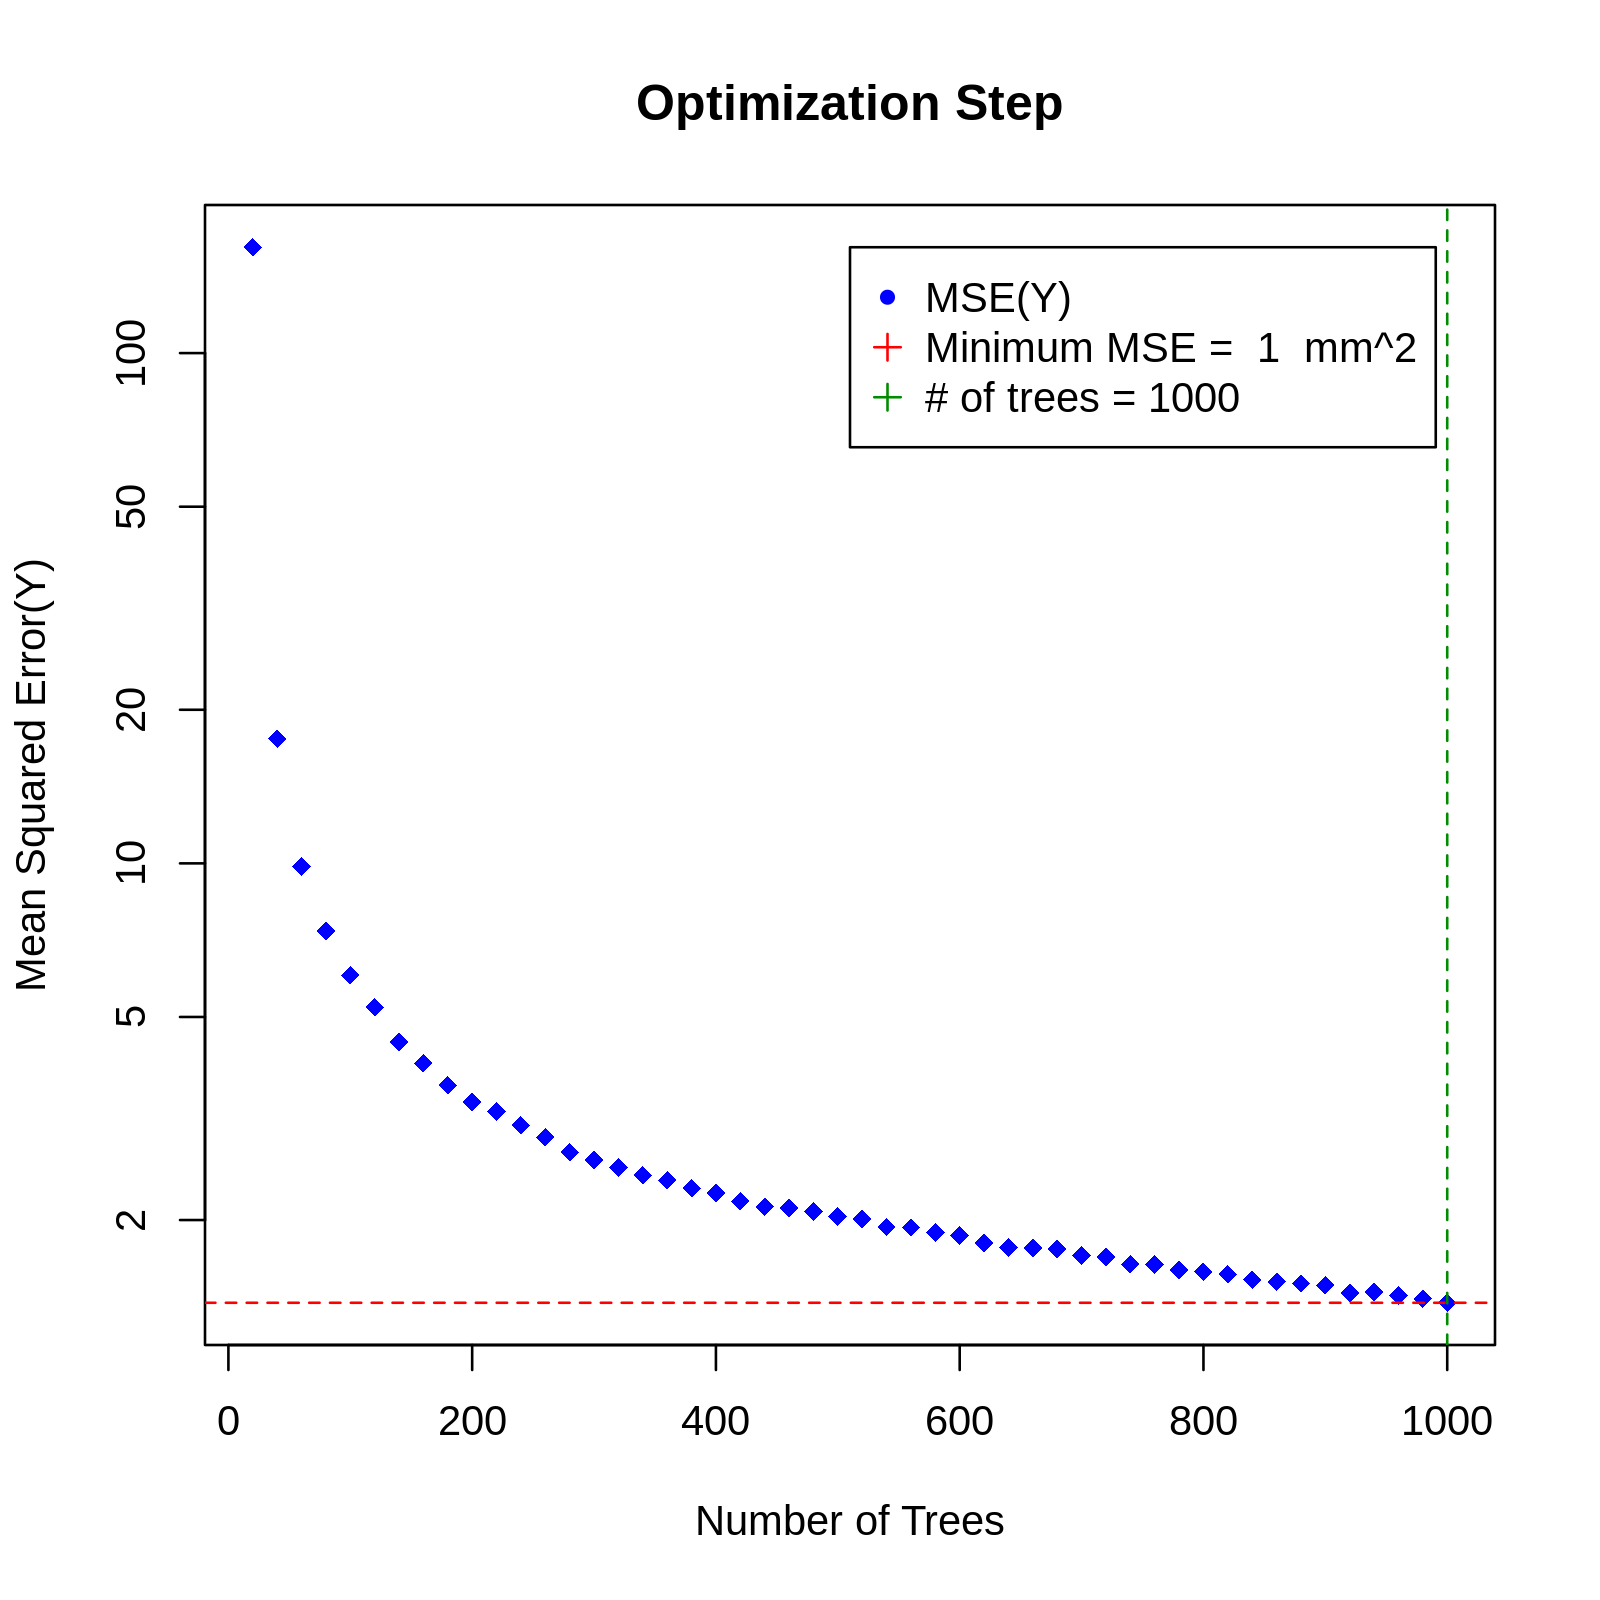 Optimization Step
MSE(Y)
Minimum MSE =  1  mm^2
# of trees = 1000
Mean Squared Error(Y)
100
50
20
10
5
2
0 200 400 600 800 1000
Number of Trees